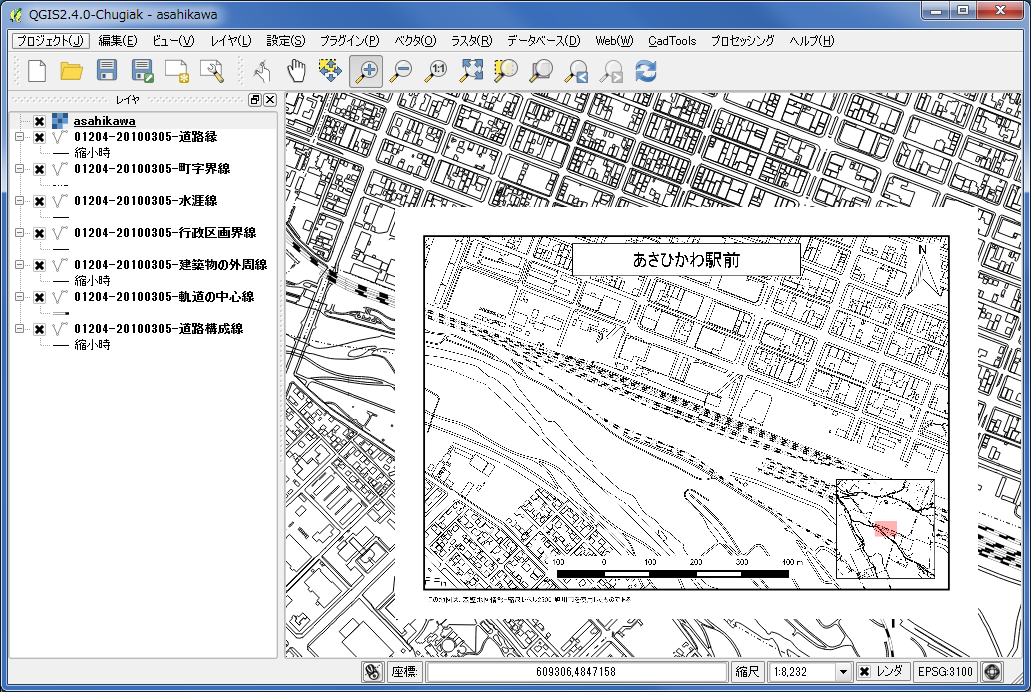 QGIS2.4.0-Chugiak - asahikawa
プロジェクト(J) 編集(E) ビュー(V) レイヤ(L) 設定(S) プラグイン(P) ベクタ(O) ラスタ(R) データベース(D) Web(W) CadTools プロセッシング ヘルプ(H)
1:1
レイヤ
asahikawa
01204-20100305-道路縁
縮小時
01204-20100305-町字界線
01204-20100305-水涯線
01204-20100305-行政区画界線
01204-20100305-建築物の外周線
縮小時
01204-20100305-軌道の中心線
01204-20100305-道路構成線
縮小時
あさひかわ駅前
N
100 0 100 200 300 400 m
座標: 609306,4847158 縮尺 1:8,232 レンダ EPSG:3100